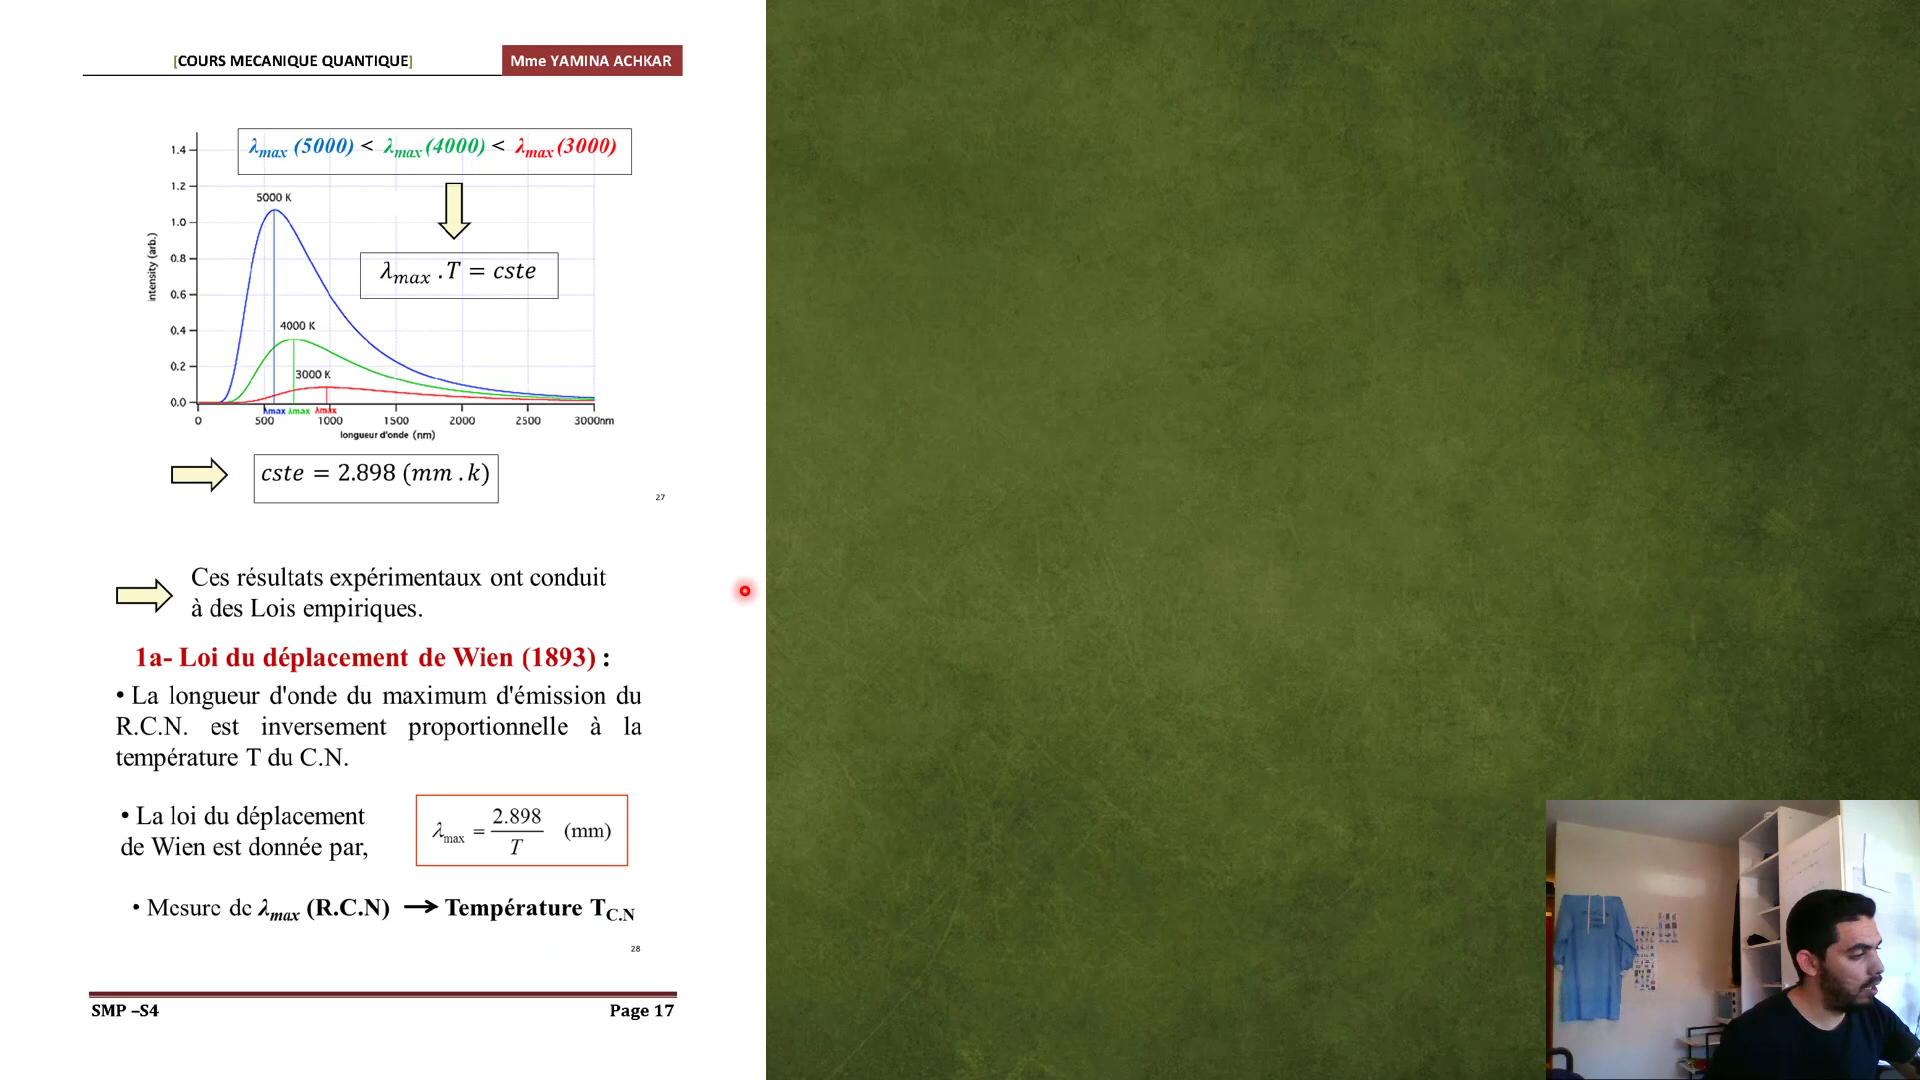 [COURS MECANIQUE QUANTIQUE]
Mme YAMINA ACHKAR
λmax (5000) < λmax (4000) < λmax (3000)
1.4
1.2
1.0
0.8
0.6
0.4
0.2
0.0
intensity (arb.)
5000 K
4000 K
3000 K
λmax . T = cste
λmax λmax λmax
0 500 1000 1500 2000 2500 3000nm
longueur d'onde (nm)
cste = 2.898 (mm . k)
27
Ces résultats expérimentaux ont conduit
à des Lois empiriques.
1a- Loi du déplacement de Wien (1893) :
• La longueur d'onde du maximum d'émission du
R.C.N. est inversement proportionnelle à la
température T du C.N.
• La loi du déplacement
de Wien est donnée par,
λmax = 2.898 / T (mm)
• Mesure de λmax (R.C.N) → Température TC.N
28
SMP –S4
Page 17